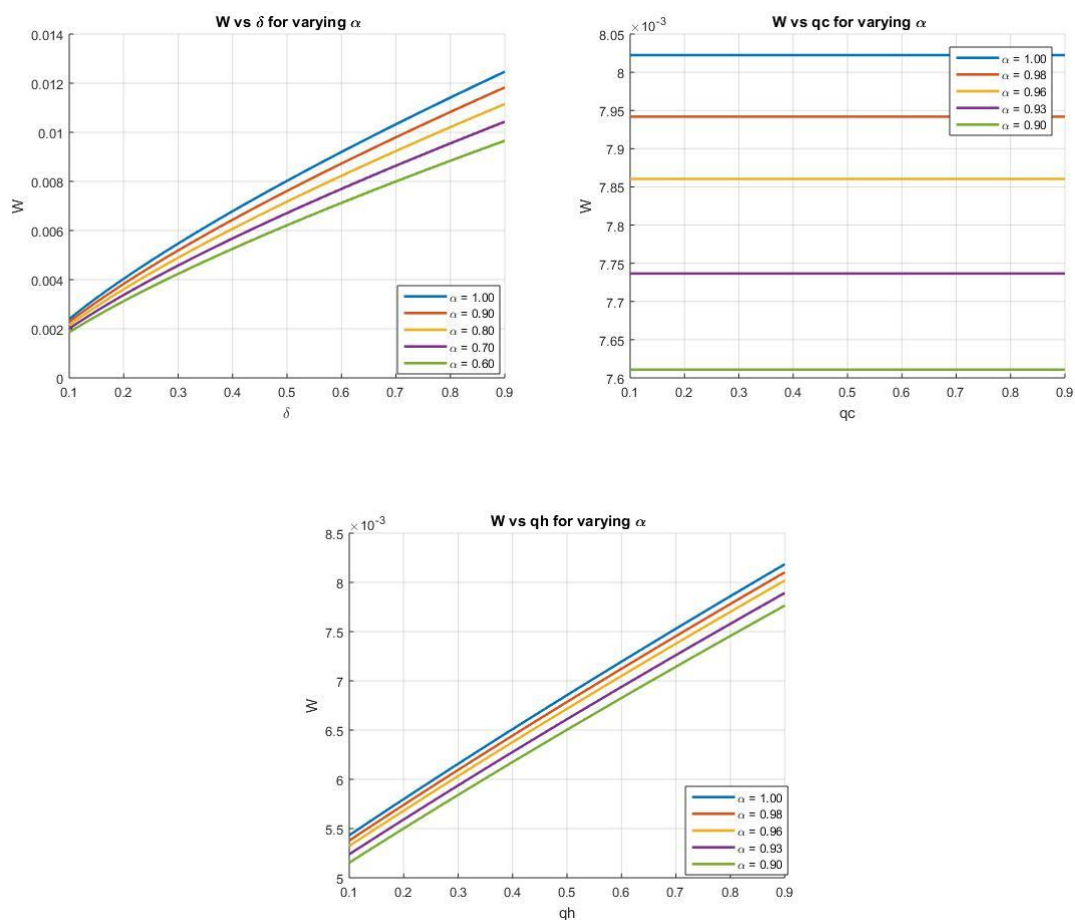 W vs δ for varying α
0.014
0.012
0.01
0.008
0.006
0.004
0.002
0
W
0.1 0.2 0.3 0.4 0.5 0.6 0.7 0.8 0.9
δ
α = 1.00
α = 0.90
α = 0.80
α = 0.70
α = 0.60
W vs qc for varying α
×10⁻³
8.05
8
7.95
7.9
7.85
7.8
7.75
7.7
7.65
7.6
W
0.1 0.2 0.3 0.4 0.5 0.6 0.7 0.8 0.9
qc
α = 1.00
α = 0.98
α = 0.96
α = 0.93
α = 0.90
W vs qh for varying α
×10⁻³
8.5
8
7.5
7
6.5
6
5.5
5
W
0.1 0.2 0.3 0.4 0.5 0.6 0.7 0.8 0.9
qh
α = 1.00
α = 0.98
α = 0.96
α = 0.93
α = 0.90